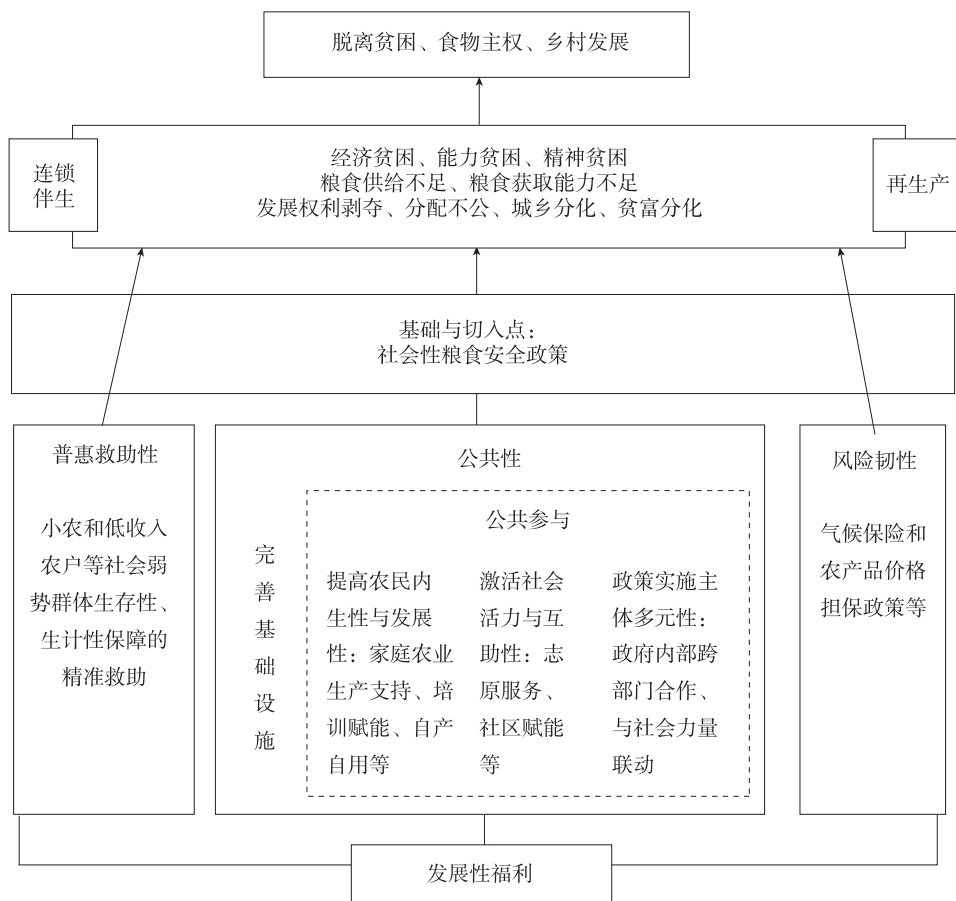 脱离贫困、食物主权、乡村发展
连锁
伴生
经济贫困、能力贫困、精神贫困
粮食供给不足、粮食获取能力不足
发展权利剥夺、分配不公、城乡分化、贫富分化
再生产
基础与切入点：
社会性粮食安全政策
普惠救助性
小农和低收入
农户等社会弱
势群体生存性、
生计性保障的
精准救助
公共性
完
善
基
础
设
施
公共参与
提高农民内
生性与发展
性：家庭农业
生产支持、培
训赋能、自产
自用等
激活社会
活力与互
助性：志
原服务、
社区赋能
等
政策实施主
体多元性：
政府内部跨
部门合作、
与社会力量
联动
风险韧性
气候保险和
农产品价格
担保政策等
发展性福利